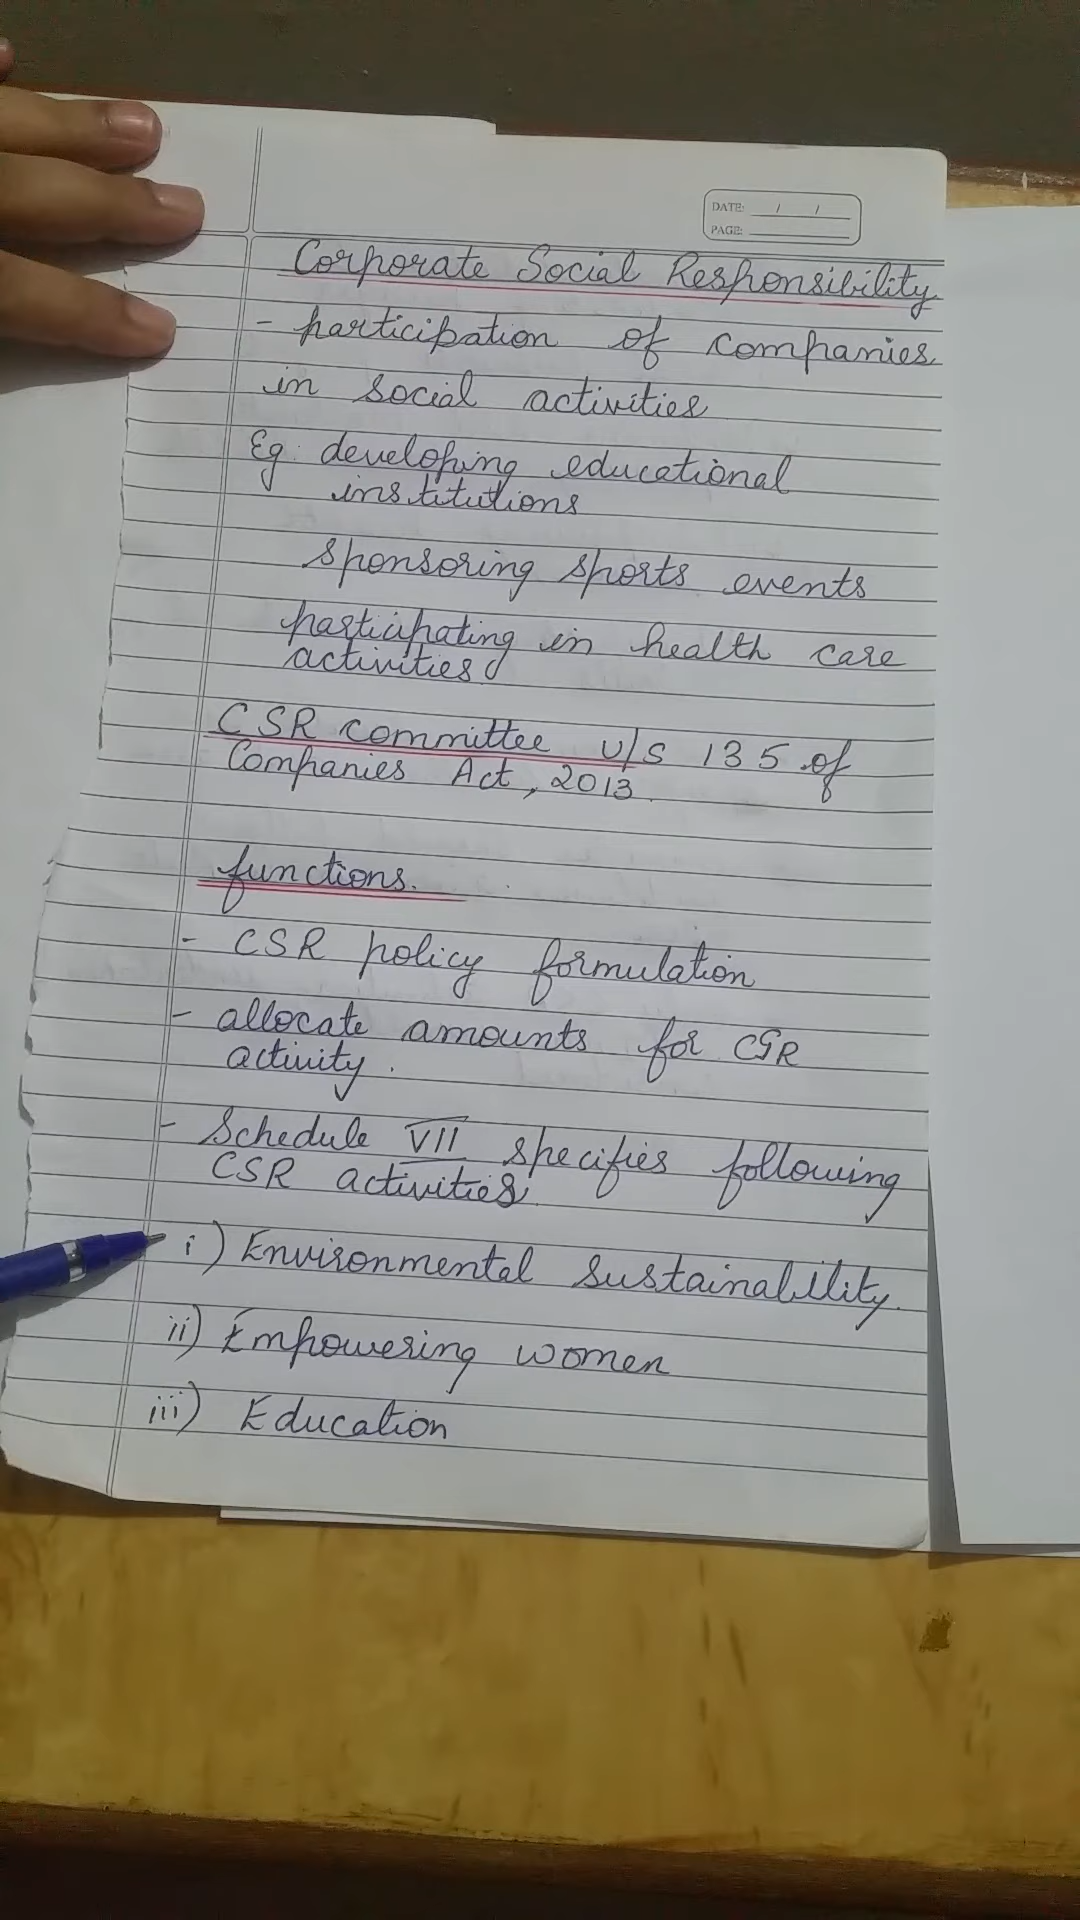 DATE: / /
PAGE:
Corporate Social Responsibility
- participation of companies
in social activities
Eg: developing educational
institutions
sponsoring sports events
participating in health care
activities
CSR committee u/s 135 of
Companies Act, 2013.
functions.
- CSR policy formulation
- allocate amounts for CSR
activity.
- Schedule VII specifies following
CSR activities.
i) Environmental Sustainability.
ii) Empowering women
iii) Education